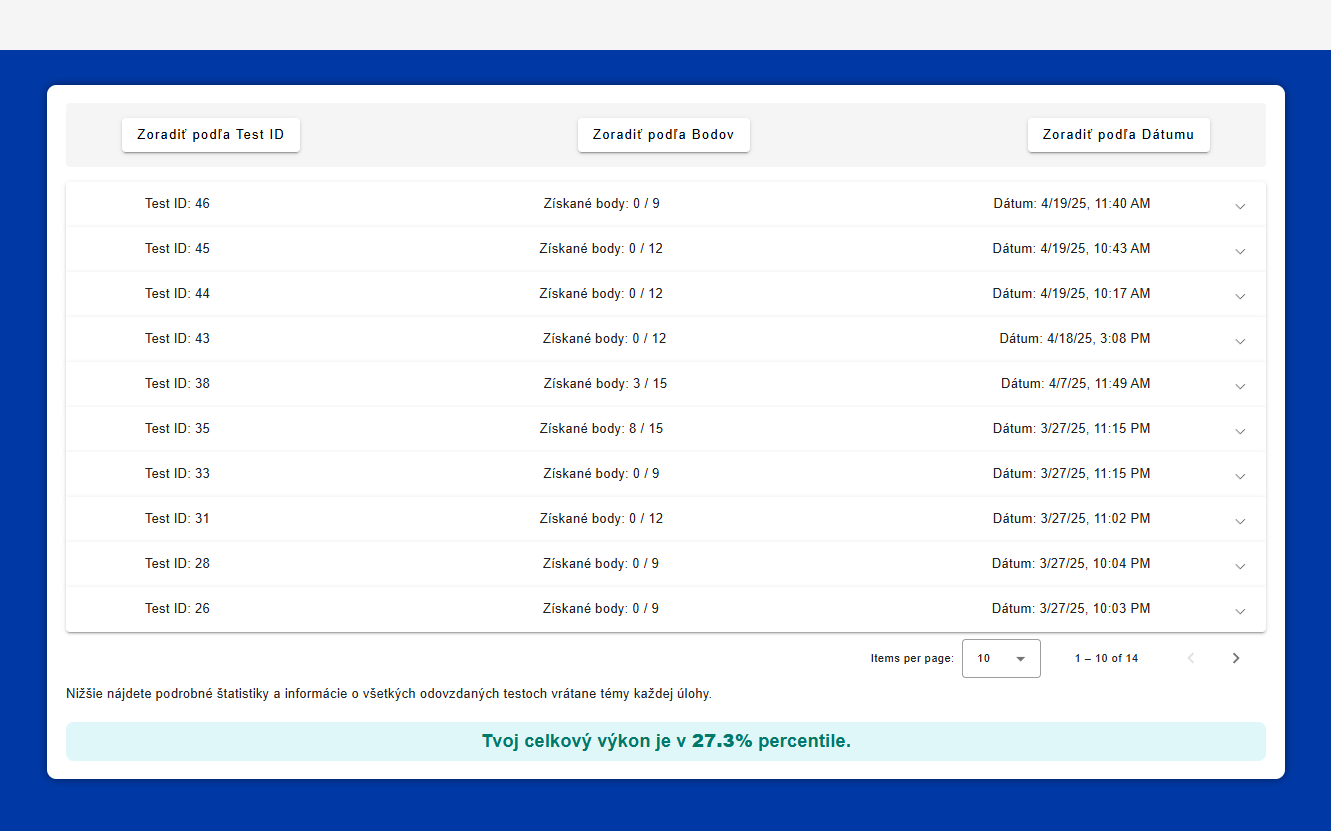 Zoradiť podľa Test ID Zoradiť podľa Bodov Zoradiť podľa Dátumu
Test ID: 46 Získané body: 0 / 9 Dátum: 4/19/25, 11:40 AM
Test ID: 45 Získané body: 0 / 12 Dátum: 4/19/25, 10:43 AM
Test ID: 44 Získané body: 0 / 12 Dátum: 4/19/25, 10:17 AM
Test ID: 43 Získané body: 0 / 12 Dátum: 4/18/25, 3:08 PM
Test ID: 38 Získané body: 3 / 15 Dátum: 4/7/25, 11:49 AM
Test ID: 35 Získané body: 8 / 15 Dátum: 3/27/25, 11:15 PM
Test ID: 33 Získané body: 0 / 9 Dátum: 3/27/25, 11:15 PM
Test ID: 31 Získané body: 0 / 12 Dátum: 3/27/25, 11:02 PM
Test ID: 28 Získané body: 0 / 9 Dátum: 3/27/25, 10:04 PM
Test ID: 26 Získané body: 0 / 9 Dátum: 3/27/25, 10:03 PM
Items per page: 10 1 – 10 of 14
Nižšie nájdete podrobné štatistiky a informácie o všetkých odovzdaných testoch vrátane témy každej úlohy.
Tvoj celkový výkon je v 27.3% percentile.